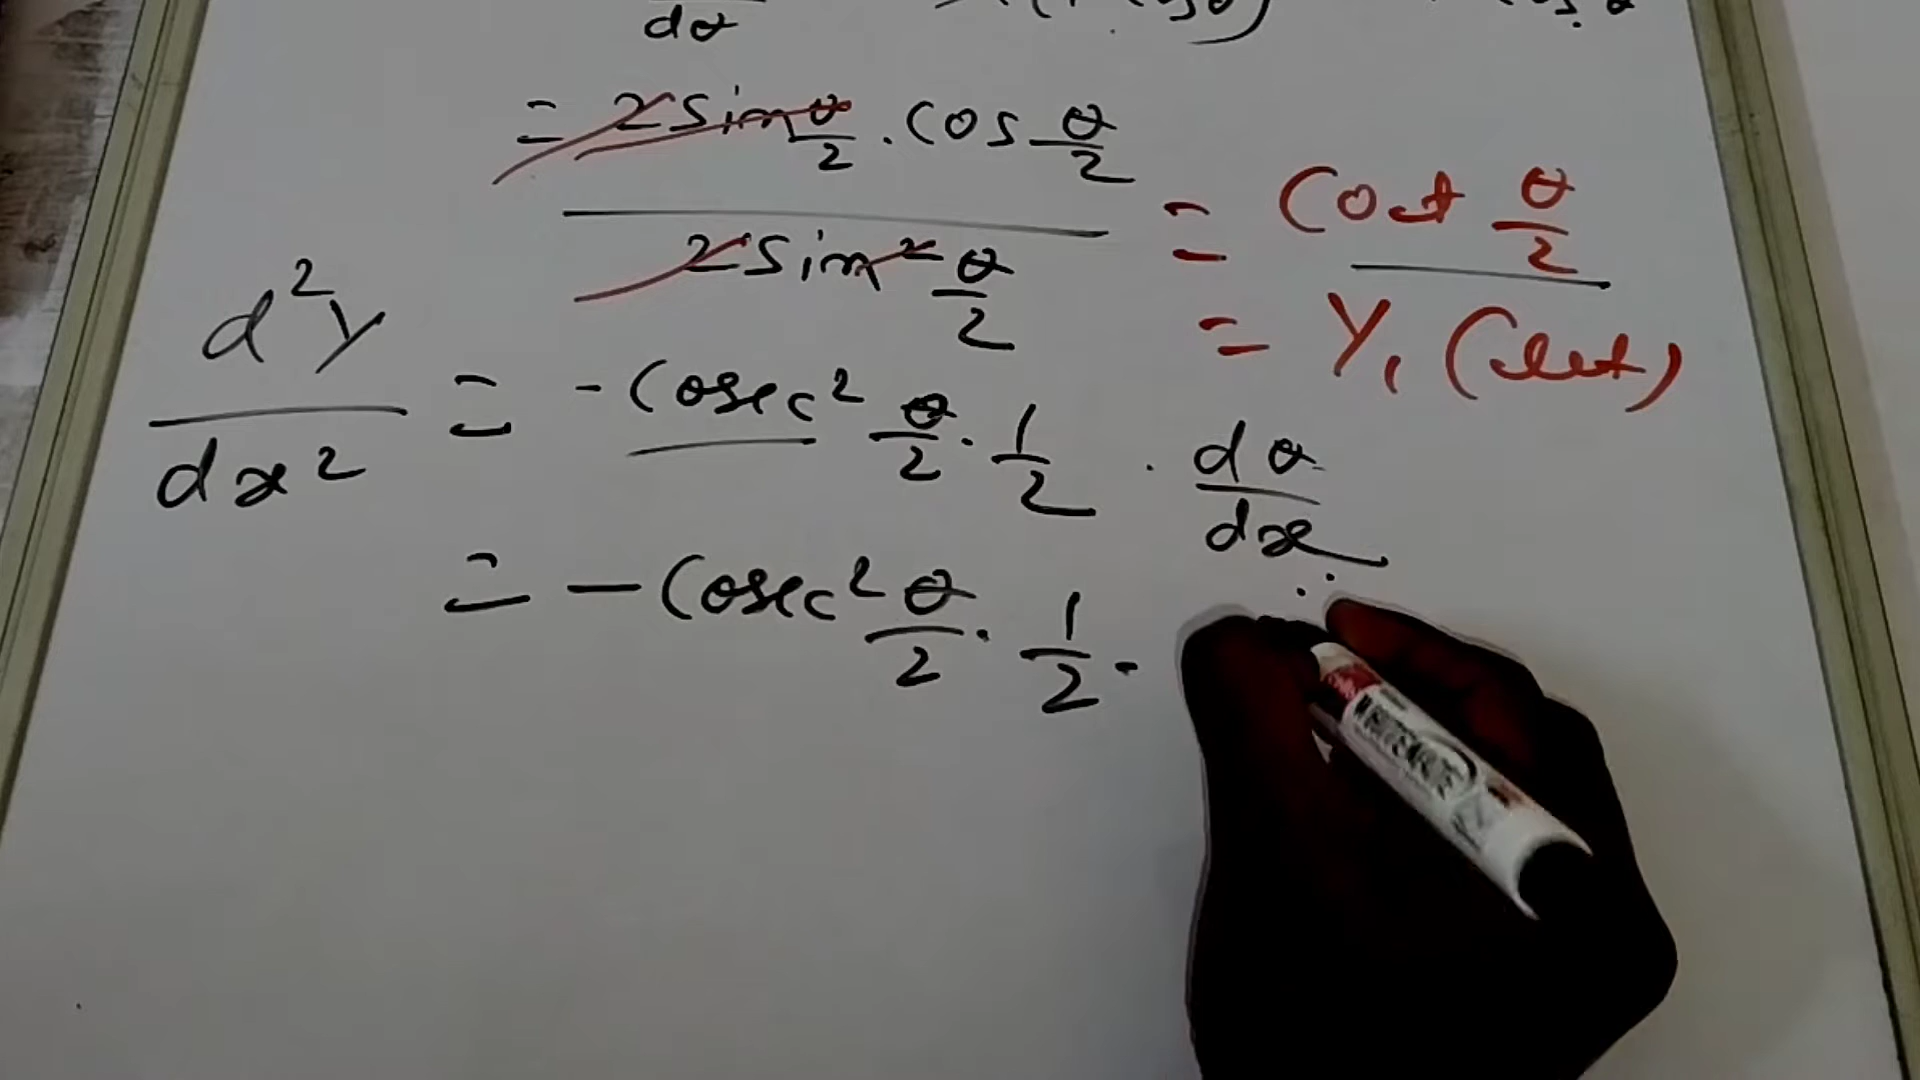 dθ
= 2 Sin θ/2 . Cos θ/2
2 Sin² θ/2
= Cot θ/2
= Y₁ (let)
d²y/dx² = - Cosec² θ/2 . 1/2 . dθ/dx
= - Cosec² θ/2 . 1/2 .
WHITEMATE